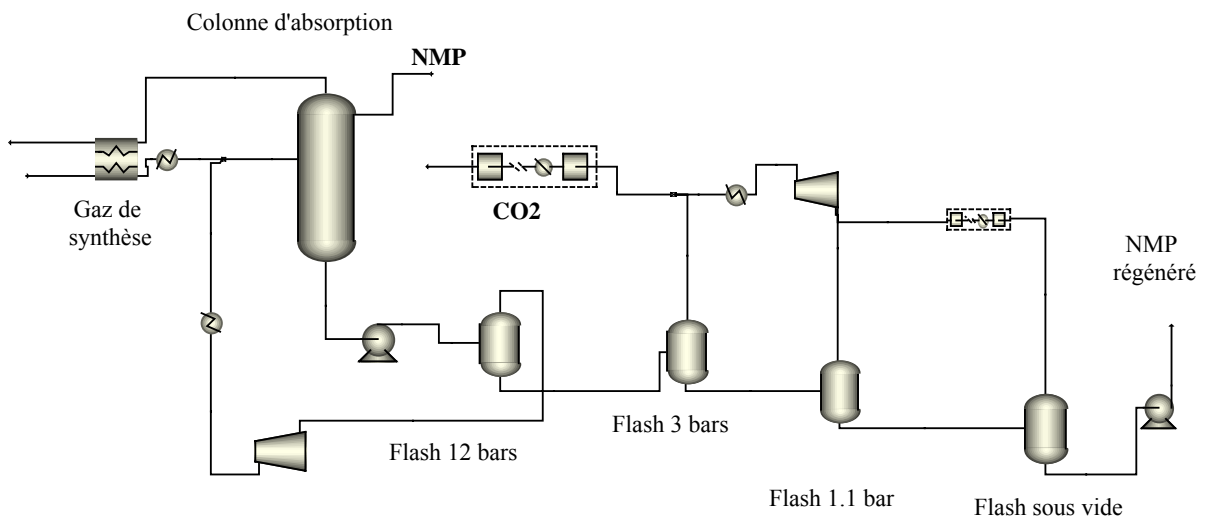 Colonne d'absorption
NMP
Gaz de
synthèse
CO2
NMP
régénéré
Flash 12 bars
Flash 3 bars
Flash 1.1 bar
Flash sous vide